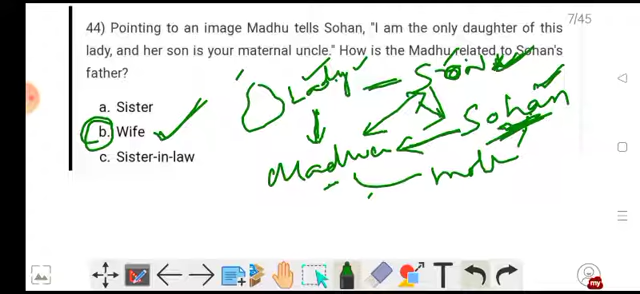 7/45
44) Pointing to an image Madhu tells Sohan, "I am the only daughter of this
lady, and her son is your maternal uncle." How is the Madhu related to Sohan's
father?
a. Sister
b. Wife
c. Sister-in-law
Lady — Son
Sohan
Madhu
moth
T
my